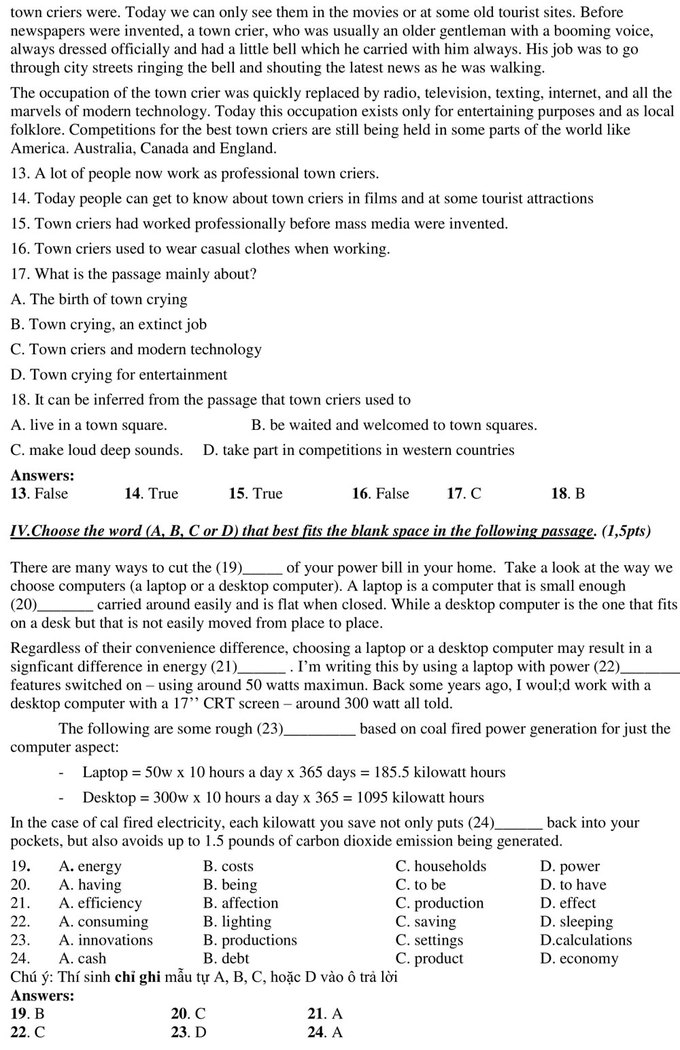 town criers were. Today we can only see them in the movies or at some old tourist sites. Before
newspapers were invented, a town crier, who was usually an older gentleman with a booming voice,
always dressed officially and had a little bell which he carried with him always. His job was to go
through city streets ringing the bell and shouting the latest news as he was walking.
The occupation of the town crier was quickly replaced by radio, television, texting, internet, and all the
marvels of modern technology. Today this occupation exists only for entertaining purposes and as local
folklore. Competitions for the best town criers are still being held in some parts of the world like
America. Australia, Canada and England.
13. A lot of people now work as professional town criers.
14. Today people can get to know about town criers in films and at some tourist attractions
15. Town criers had worked professionally before mass media were invented.
16. Town criers used to wear casual clothes when working.
17. What is the passage mainly about?
A. The birth of town crying
B. Town crying, an extinct job
C. Town criers and modern technology
D. Town crying for entertainment
18. It can be inferred from the passage that town criers used to
A. live in a town square. B. be waited and welcomed to town squares.
C. make loud deep sounds. D. take part in competitions in western countries
Answers:
13. False 14. True 15. True 16. False 17. C 18. B
IV.Choose the word (A, B, C or D) that best fits the blank space in the following passage. (1,5pts)
There are many ways to cut the (19)_____ of your power bill in your home. Take a look at the way we
choose computers (a laptop or a desktop computer). A laptop is a computer that is small enough
(20)_______ carried around easily and is flat when closed. While a desktop computer is the one that fits
on a desk but that is not easily moved from place to place.
Regardless of their convenience difference, choosing a laptop or a desktop computer may result in a
signficant difference in energy (21)______ . I'm writing this by using a laptop with power (22)_______
features switched on – using around 50 watts maximun. Back some years ago, I woul;d work with a
desktop computer with a 17’’ CRT screen – around 300 watt all told.
The following are some rough (23)_________ based on coal fired power generation for just the
computer aspect:
- Laptop = 50w x 10 hours a day x 365 days = 185.5 kilowatt hours
- Desktop = 300w x 10 hours a day x 365 = 1095 kilowatt hours
In the case of cal fired electricity, each kilowatt you save not only puts (24)______ back into your
pockets, but also avoids up to 1.5 pounds of carbon dioxide emission being generated.
19. A. energy B. costs C. households D. power
20. A. having B. being C. to be D. to have
21. A. efficiency B. affection C. production D. effect
22. A. consuming B. lighting C. saving D. sleeping
23. A. innovations B. productions C. settings D.calculations
24. A. cash B. debt C. product D. economy
Chú ý: Thí sinh chỉ ghi mẫu tự A, B, C, hoặc D vào ô trả lời
Answers:
19. B 20. C 21. A
22. C 23. D 24. A